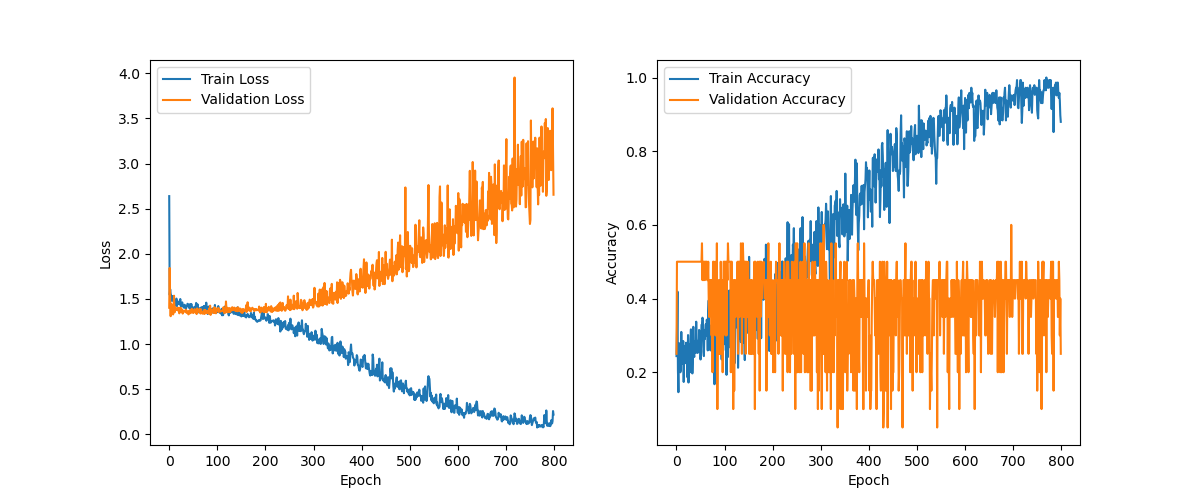 Train Loss
Validation Loss
4.0
3.5
3.0
2.5
2.0
1.5
1.0
0.5
0.0
Loss
0 100 200 300 400 500 600 700 800
Epoch
Train Accuracy
Validation Accuracy
1.0
0.8
0.6
0.4
0.2
Accuracy
0 100 200 300 400 500 600 700 800
Epoch